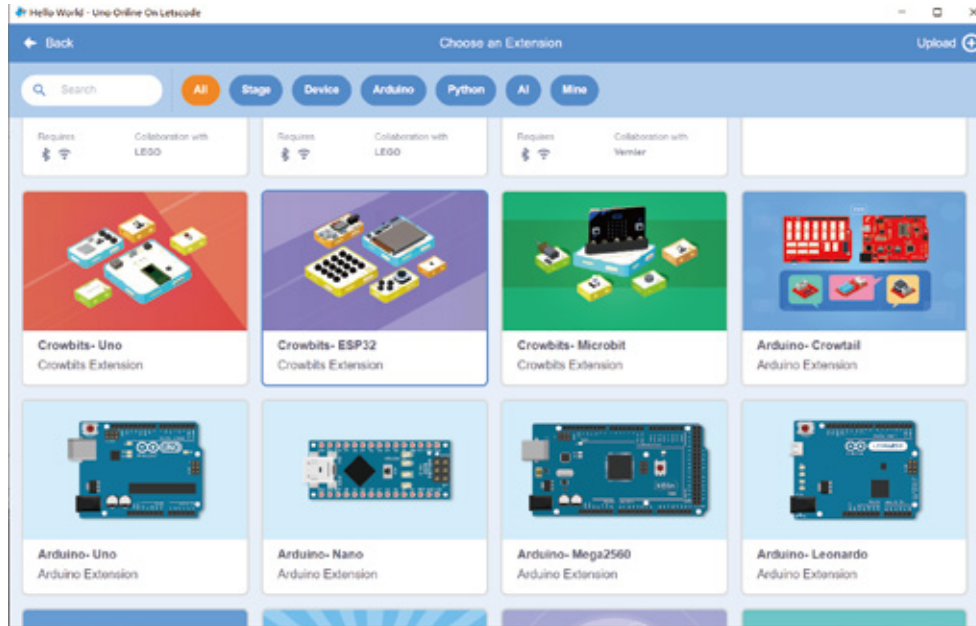 Hello World - Uno Online On Letscode
Back
Choose an Extension
Upload
Search
All
Stage
Device
Arduino
Python
AI
Mine
Requires
Collaboration with
LEGO
Requires
Collaboration with
LEGO
Requires
Collaboration with
Vernier
Crowbits- Uno
Crowbits Extension
Crowbits- ESP32
Crowbits Extension
Crowbits- Microbit
Crowbits Extension
Arduino- Crowtail
Arduino Extension
Arduino- Uno
Arduino Extension
Arduino- Nano
Arduino Extension
Arduino- Mega2560
Arduino Extension
Arduino- Leonardo
Arduino Extension